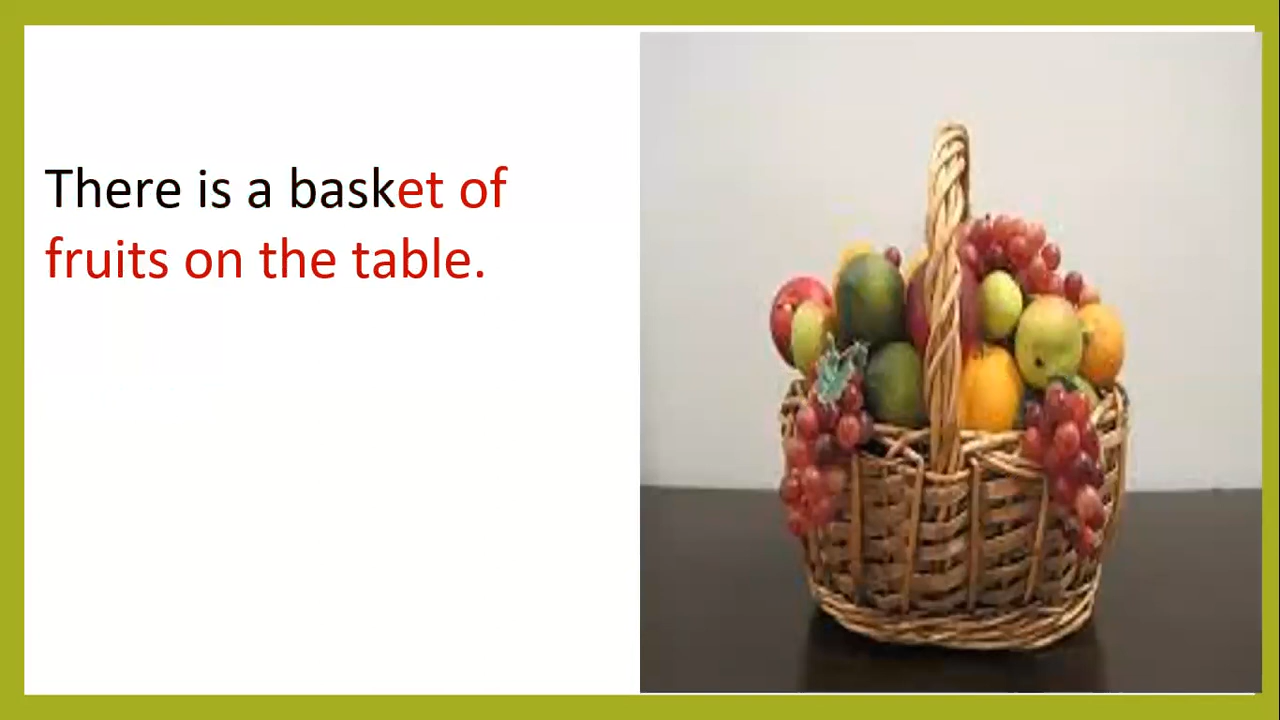 There is a basket of
fruits on the table.